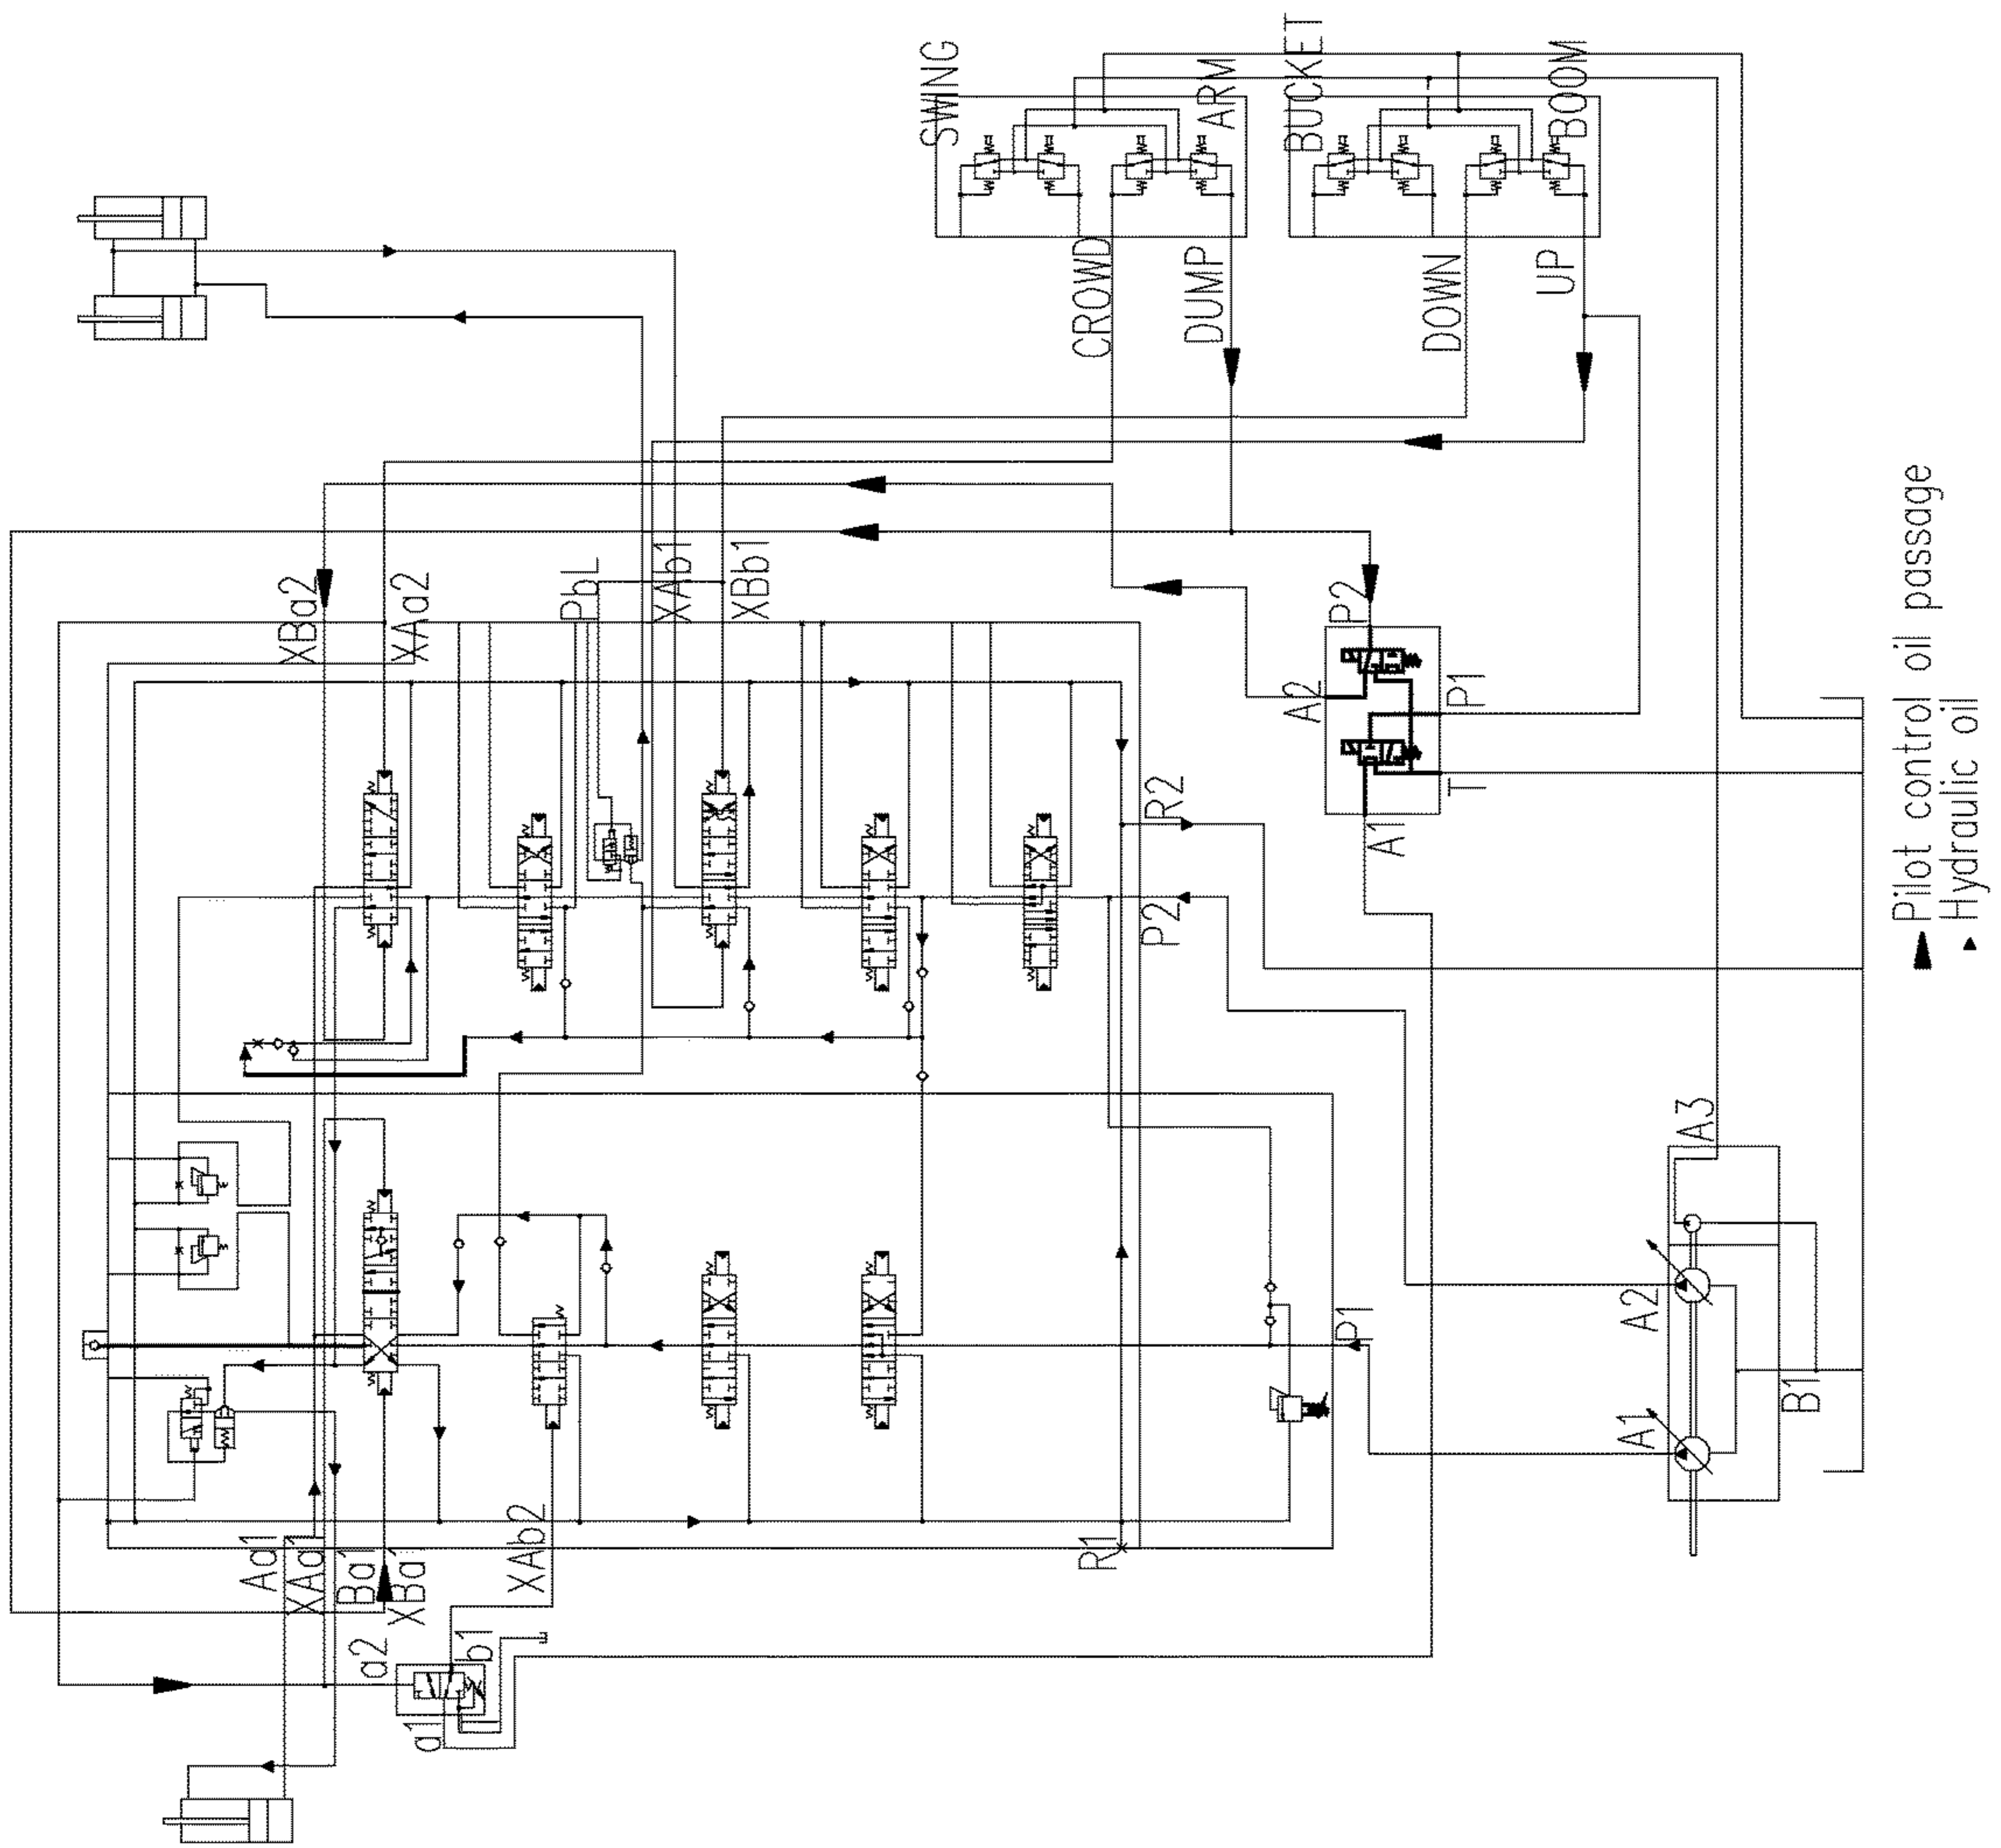 SWING
ARM
BUCKET
BOOM
CROWD
DUMP
DOWN
UP
XBa2
XAa2
PbL
XAb1
XBb1
P2
A2
P1
T
A1
R2
P2
P1
A3
A2
A1
B1
Aa1
XAa1
Ba1
XBa1
XAb2
R1
a2
b1
a1
Pilot control oil passage
Hydraulic oil